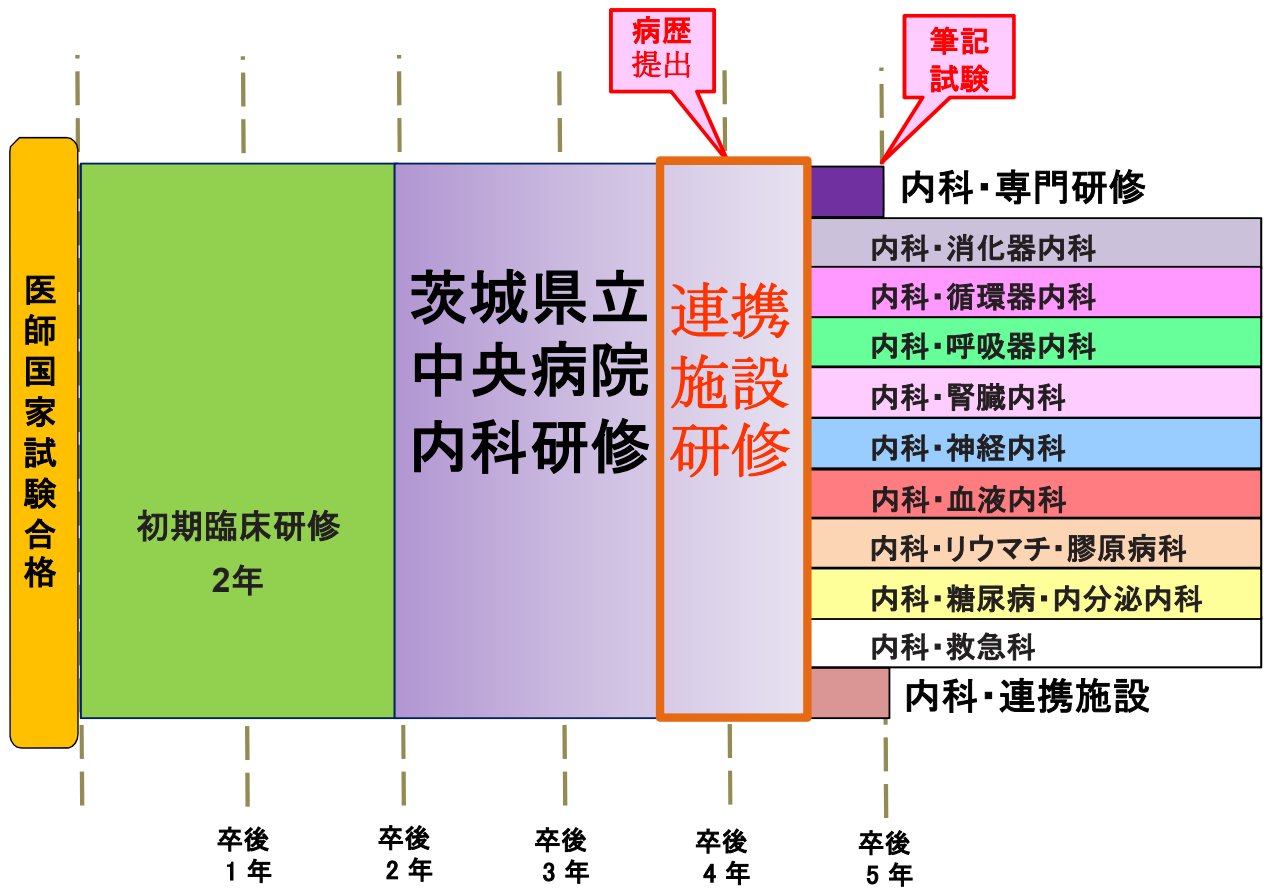 病歴
提出
筆記
試験
医師国家試験合格
初期臨床研修
2年
茨城県立
中央病院
内科研修
連携
施設
研修
内科・専門研修
内科・消化器内科
内科・循環器内科
内科・呼吸器内科
内科・腎臓内科
内科・神経内科
内科・血液内科
内科・リウマチ・膠原病科
内科・糖尿病・内分泌内科
内科・救急科
内科・連携施設
卒後
1 年
卒後
2 年
卒後
3 年
卒後
4 年
卒後
5 年